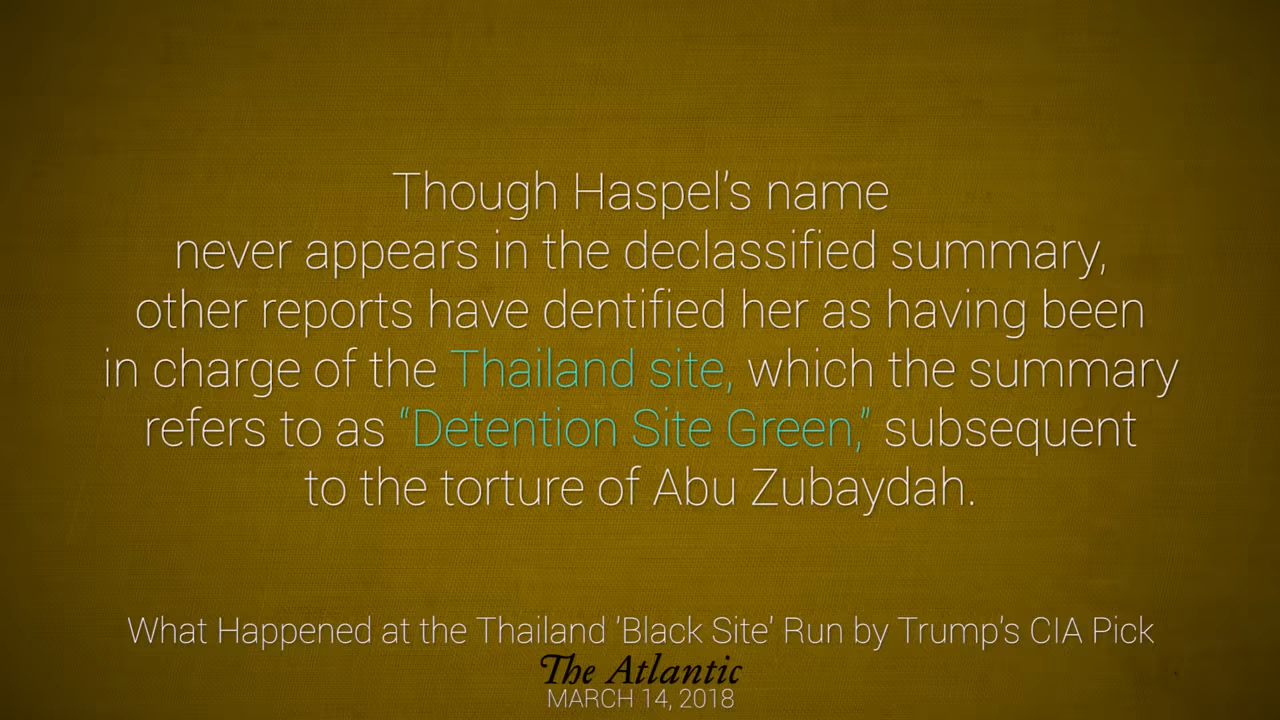 Though Haspel's name
never appears in the declassified summary,
other reports have dentified her as having been
in charge of the Thailand site, which the summary
refers to as “Detention Site Green,” subsequent
to the torture of Abu Zubaydah.
What Happened at the Thailand 'Black Site' Run by Trump's CIA Pick
The Atlantic
MARCH 14, 2018